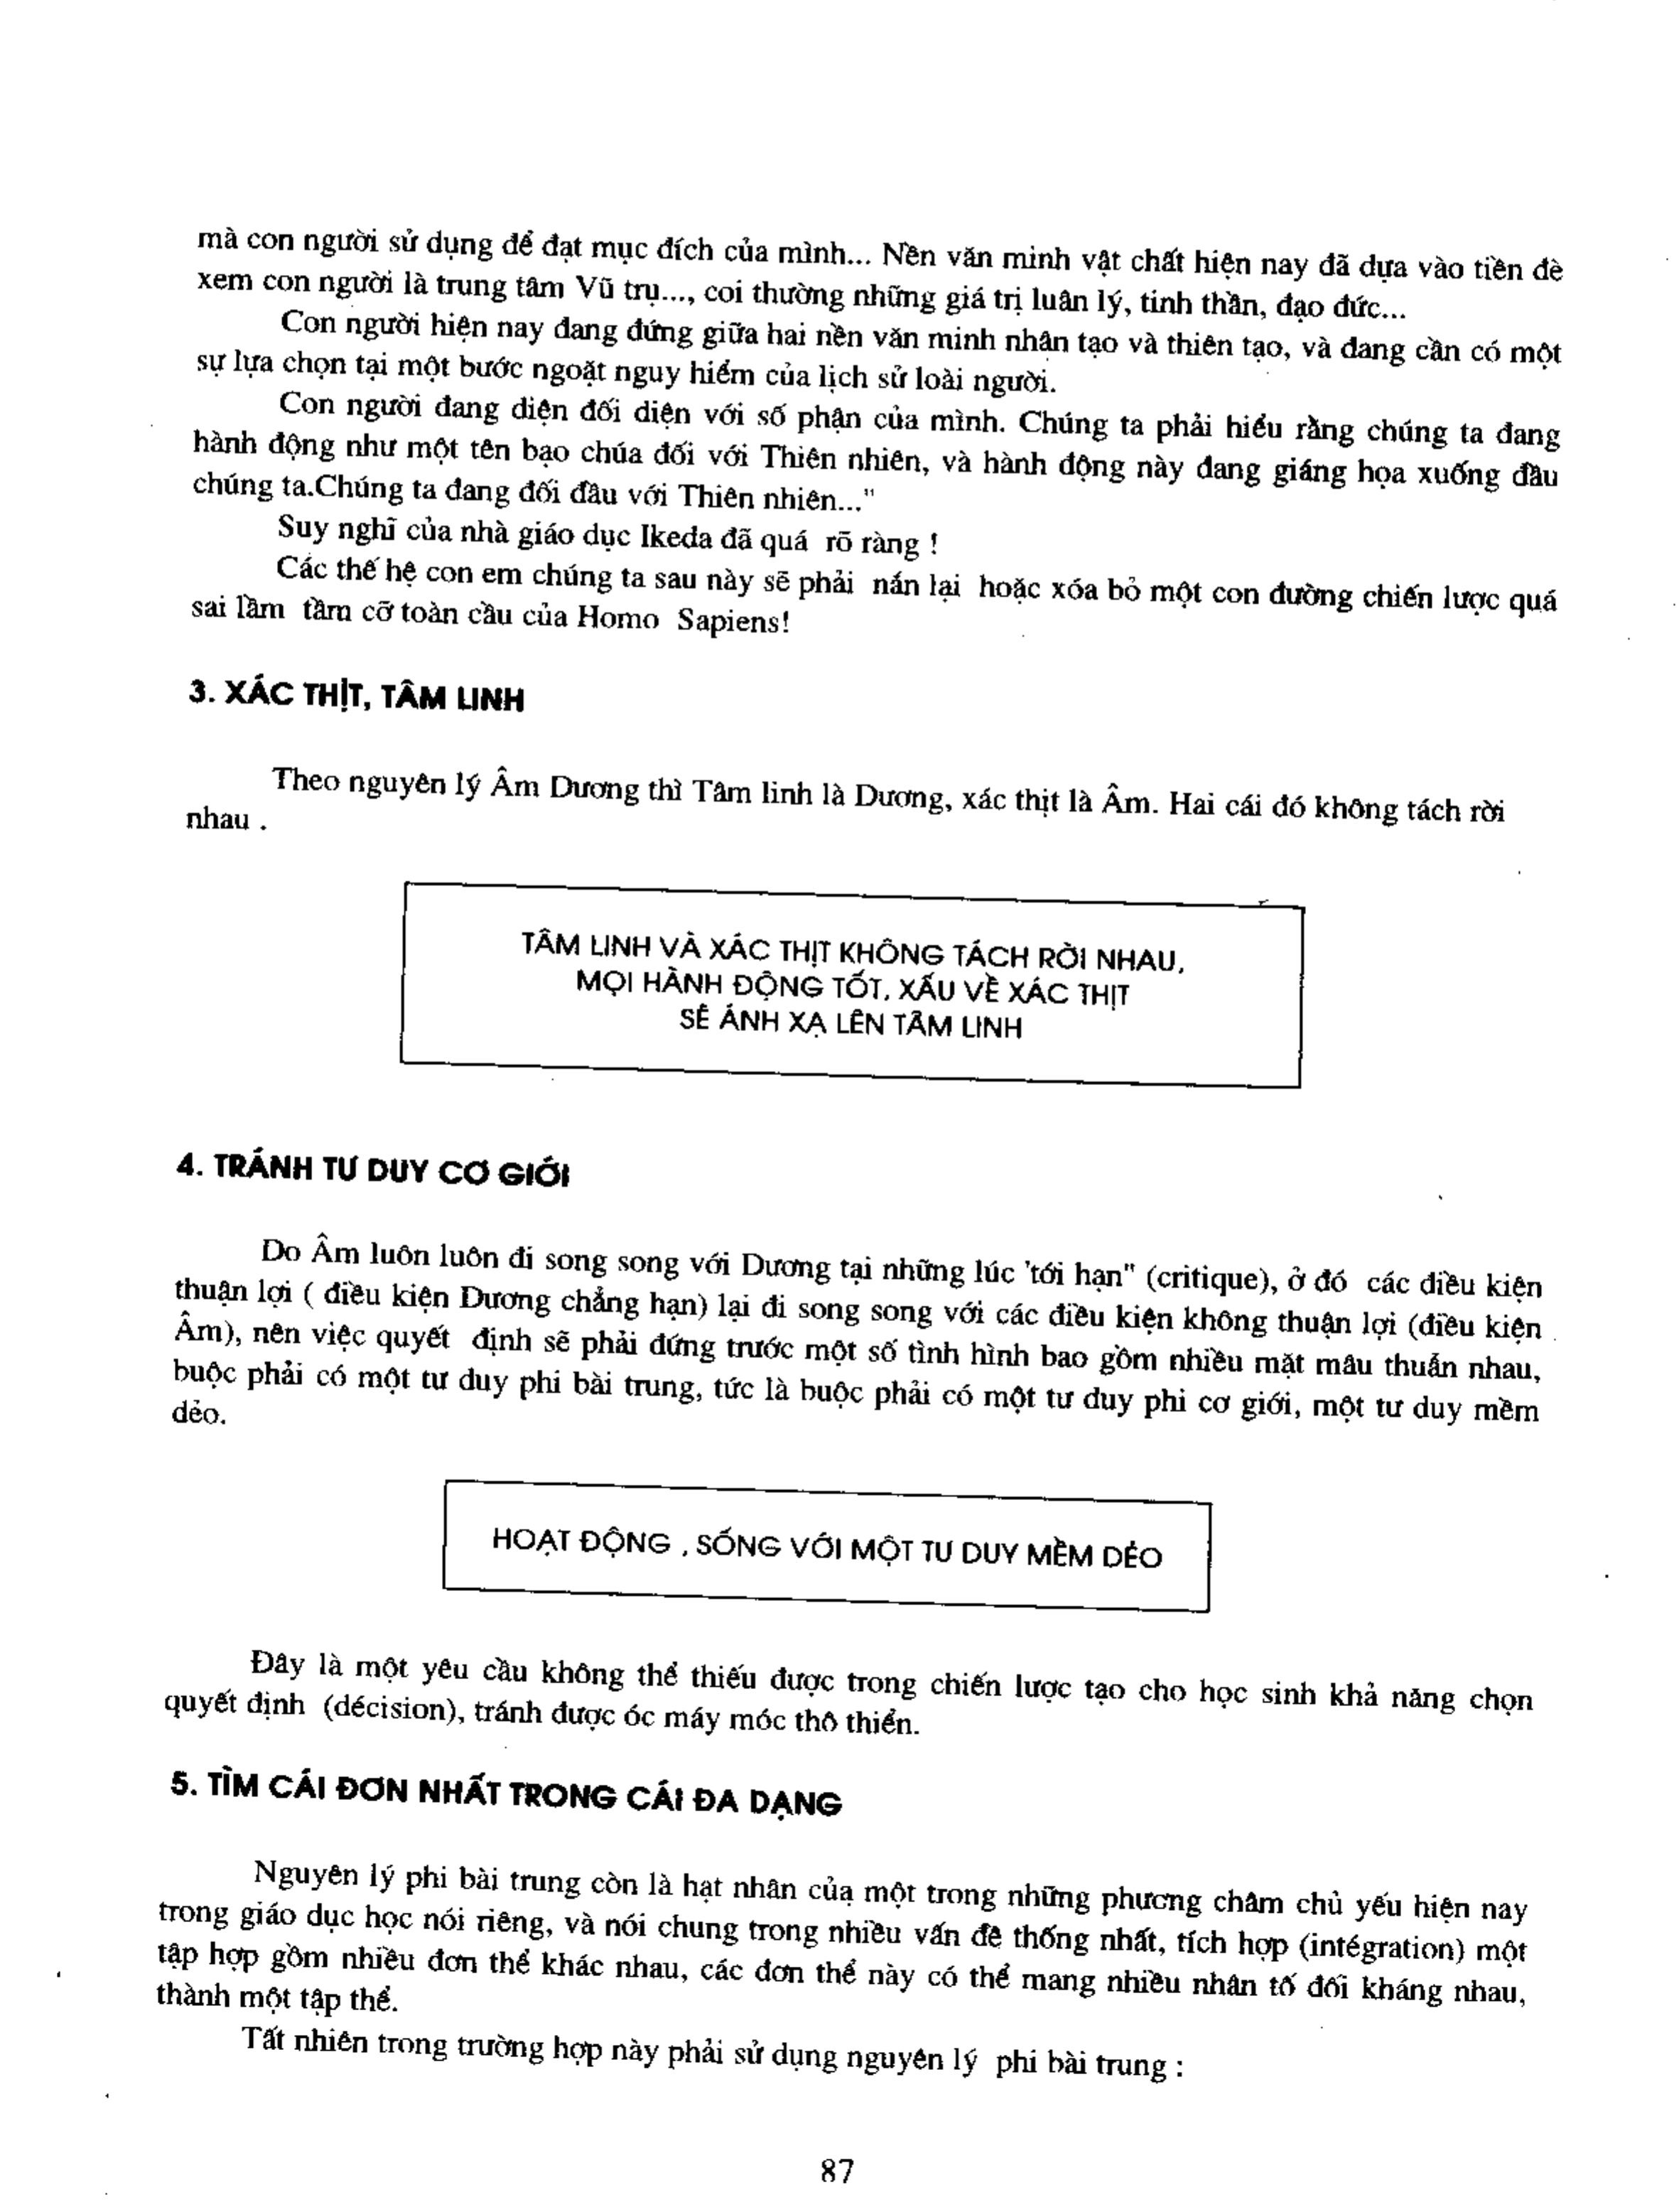 mà con người sử dụng để đạt mục đích của mình... Nền văn minh vật chất hiện nay đã dựa vào tiền đề
xem con người là trung tâm Vũ trụ..., coi thường những giá trị luân lý, tinh thần, đạo đức...
Con người hiện nay đang đứng giữa hai nền văn minh nhân tạo và thiên tạo, và đang cần có một
sự lựa chọn tại một bước ngoặt nguy hiểm của lịch sử loài người.
Con người đang diện đối diện với số phận của mình. Chúng ta phải hiểu rằng chúng ta đang
hành động như một tên bạo chúa đối với Thiên nhiên, và hành động này đang giáng họa xuống đầu
chúng ta.Chúng ta đang đối đầu với Thiên nhiên..."
Suy nghĩ của nhà giáo dục Ikeda đã quá rõ ràng !
Các thế hệ con em chúng ta sau này sẽ phải nắn lại hoặc xóa bỏ một con đường chiến lược quá
sai lầm tầm cỡ toàn cầu của Homo Sapiens!
3. XÁC THỊT, TÂM LINH
Theo nguyên lý Âm Dương thì Tâm linh là Dương, xác thịt là Âm. Hai cái đó không tách rời
nhau .
TÂM LINH VÀ XÁC THỊT KHÔNG TÁCH RỜI NHAU,
MỌI HÀNH ĐỘNG TỐT, XẤU VỀ XÁC THỊT
SẼ ÁNH XẠ LÊN TÂM LINH
4. TRÁNH TƯ DUY CƠ GIỚI
Do Âm luôn luôn đi song song với Dương tại những lúc 'tới hạn" (critique), ở đó các điều kiện
thuận lợi ( điều kiện Dương chẳng hạn) lại đi song song với các điều kiện không thuận lợi (điều kiện
Âm), nên việc quyết định sẽ phải đứng trước một số tình hình bao gồm nhiều mặt mâu thuẫn nhau,
buộc phải có một tư duy phi bài trung, tức là buộc phải có một tư duy phi cơ giới, một tư duy mềm
dẻo.
HOẠT ĐỘNG , SỐNG VỚI MỘT TƯ DUY MỀM DẺO
Đây là một yêu cầu không thể thiếu được trong chiến lược tạo cho học sinh khả năng chọn
quyết định (décision), tránh được óc máy móc thô thiển.
5. TÌM CÁI ĐƠN NHẤT TRONG CÁI ĐA DẠNG
Nguyên lý phi bài trung còn là hạt nhân của một trong những phương châm chủ yếu hiện nay
trong giáo dục học nói riêng, và nói chung trong nhiều vấn đề thống nhất, tích hợp (intégration) một
tập hợp gồm nhiều đơn thể khác nhau, các đơn thể này có thể mang nhiều nhân tố đối kháng nhau,
thành một tập thể.
Tất nhiên trong trường hợp này phải sử dụng nguyên lý phi bài trung :
87